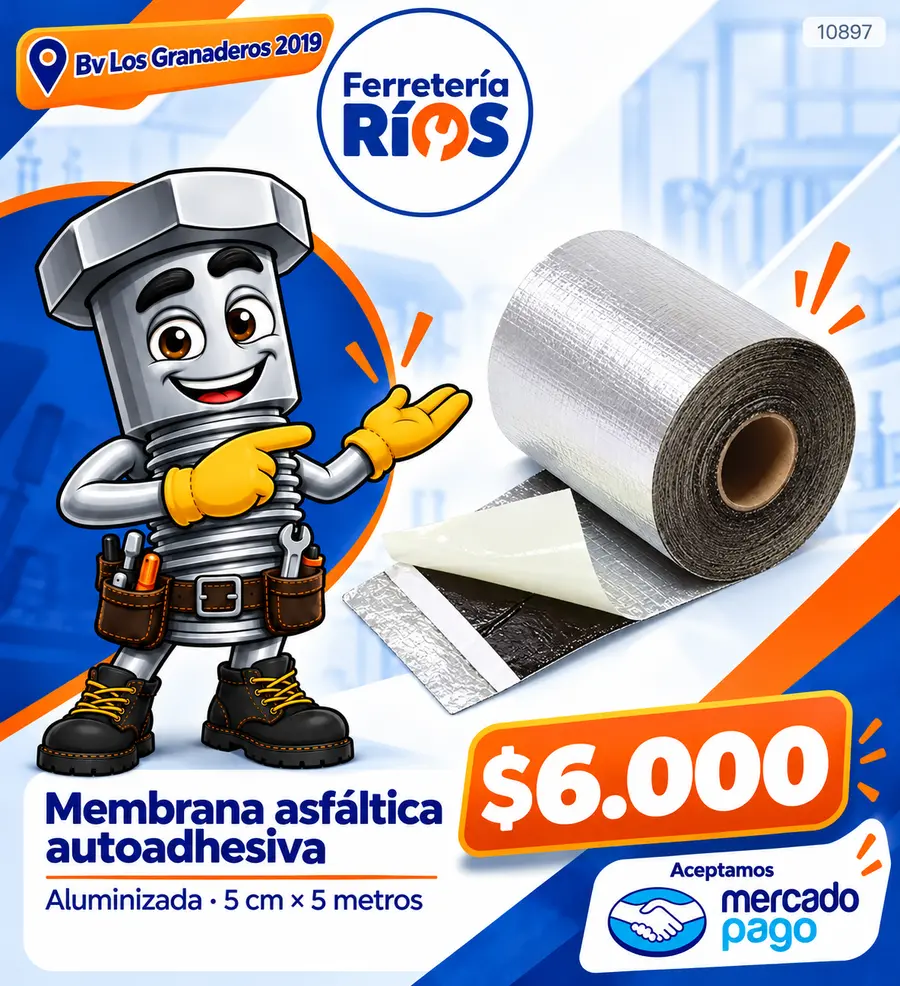 Bv Los Granaderos 2019
Ferretería
RÍOS
10897
$6.000
Membrana asfáltica
autoadhesiva
Aluminizada · 5 cm × 5 metros
Aceptamos
mercado
pago